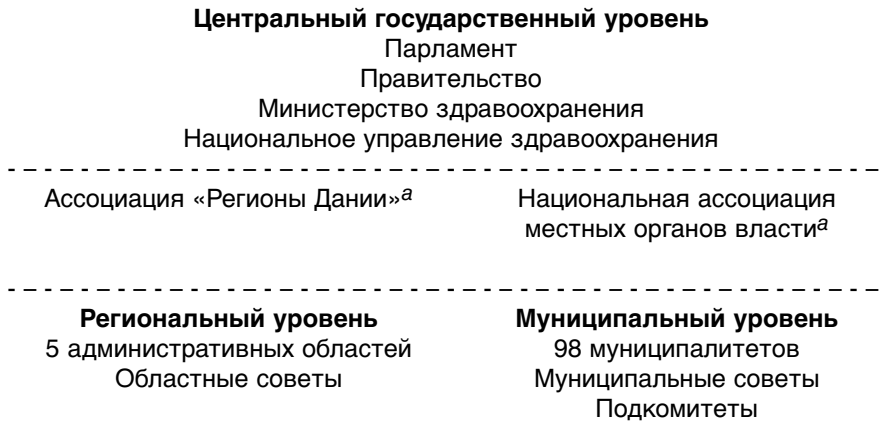 Центральный государственный уровень
Парламент
Правительство
Министерство здравоохранения
Национальное управление здравоохранения
Ассоциация «Регионы Дании»a
Национальная ассоциация
местных органов властиa
Региональный уровень
5 административных областей
Областные советы
Муниципальный уровень
98 муниципалитетов
Муниципальные советы
Подкомитеты